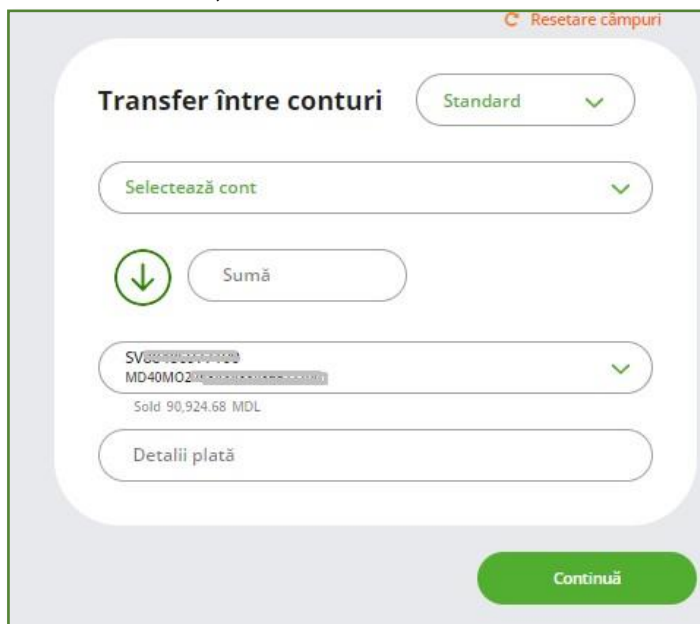 Resetare câmpuri
Transfer între conturi
Standard
Selectează cont
Sumă
Sold 90,924.68 MDL
Detalii plată
Continuă